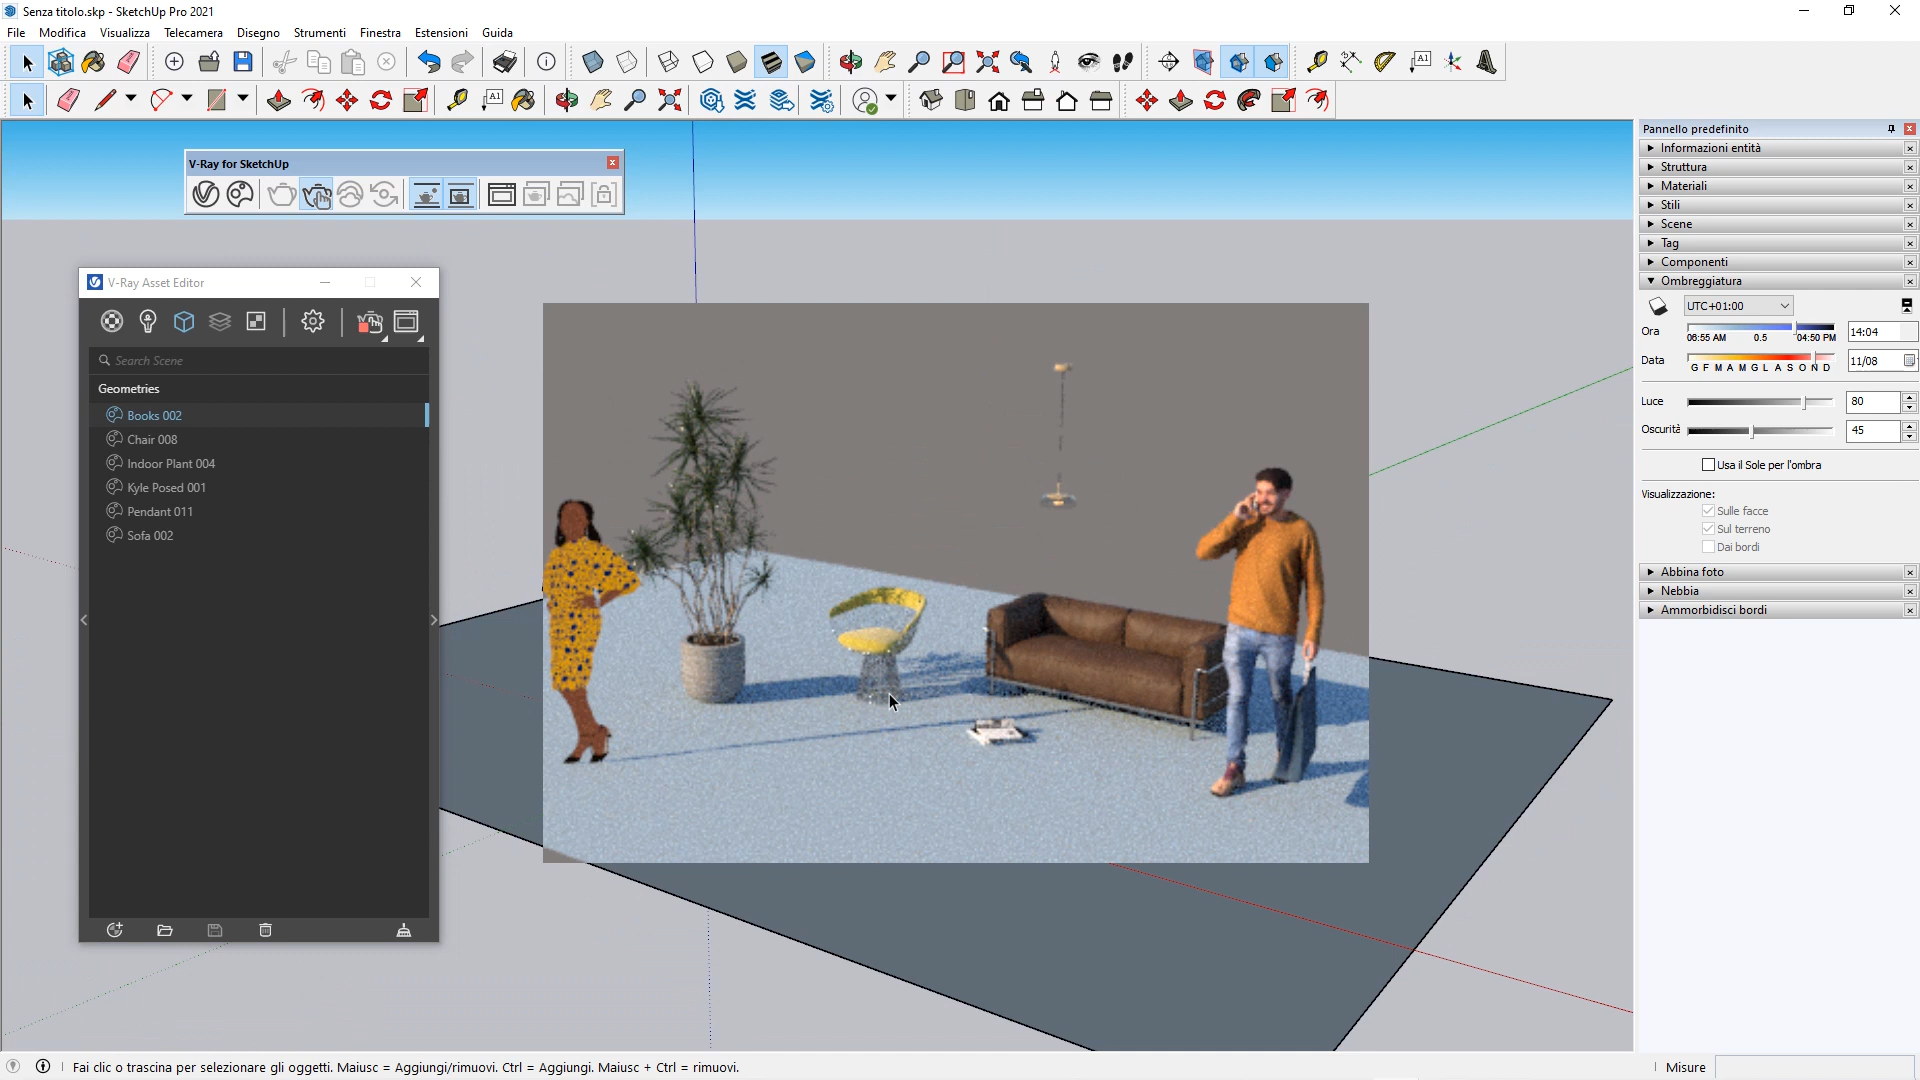 Senza titolo.skp - SketchUp Pro 2021
File Modifica Visualizza Telecamera Disegno Strumenti Finestra Estensioni Guida
A1
A1
V-Ray for SketchUp
V-Ray Asset Editor
Search Scene
Geometries
Books 002
Chair 008
Indoor Plant 004
Kyle Posed 001
Pendant 011
Sofa 002
Pannello predefinito
Informazioni entità
Struttura
Materiali
Stili
Scene
Tag
Componenti
Ombreggiatura
UTC+01:00
Ora 14:04
06:55 AM 0.5 04:50 PM
Data 11/08
G F M A M G L A S O N D
Luce 80
Oscurità 45
Usa il Sole per l'ombra
Visualizzazione:
Sulle facce
Sul terreno
Dai bordi
Abbina foto
Nebbia
Ammorbidisci bordi
Fai clic o trascina per selezionare gli oggetti. Maiusc = Aggiungi/rimuovi. Ctrl = Aggiungi. Maiusc + Ctrl = rimuovi.
Misure